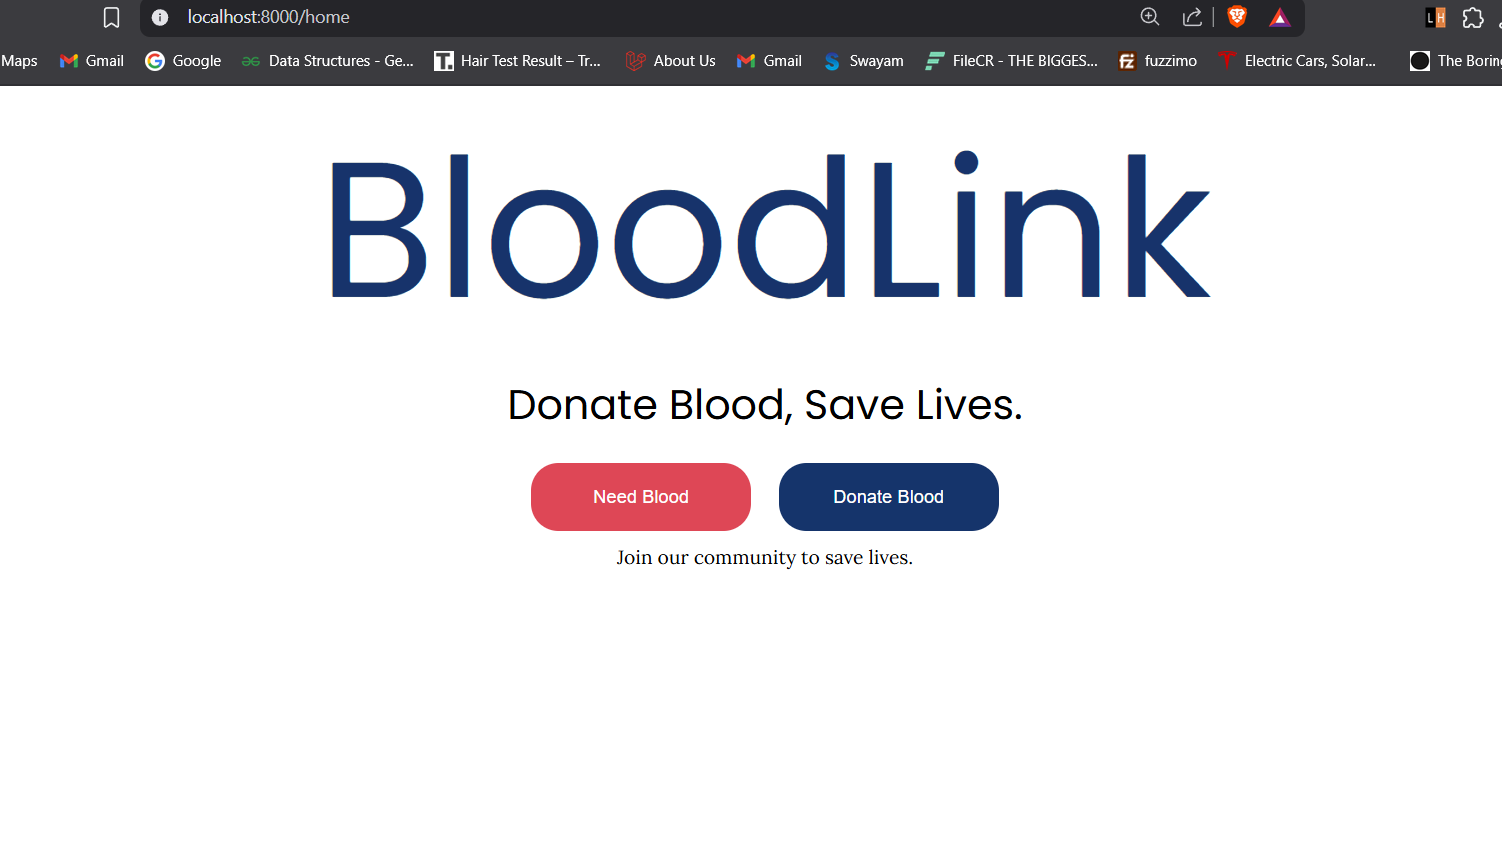 localhost:8000/home
Maps Gmail Google Data Structures - Ge... Hair Test Result – Tr... About Us Gmail Swayam FileCR - THE BIGGES... fuzzimo Electric Cars, Solar... The Borin
BloodLink
Donate Blood, Save Lives.
Need Blood Donate Blood
Join our community to save lives.